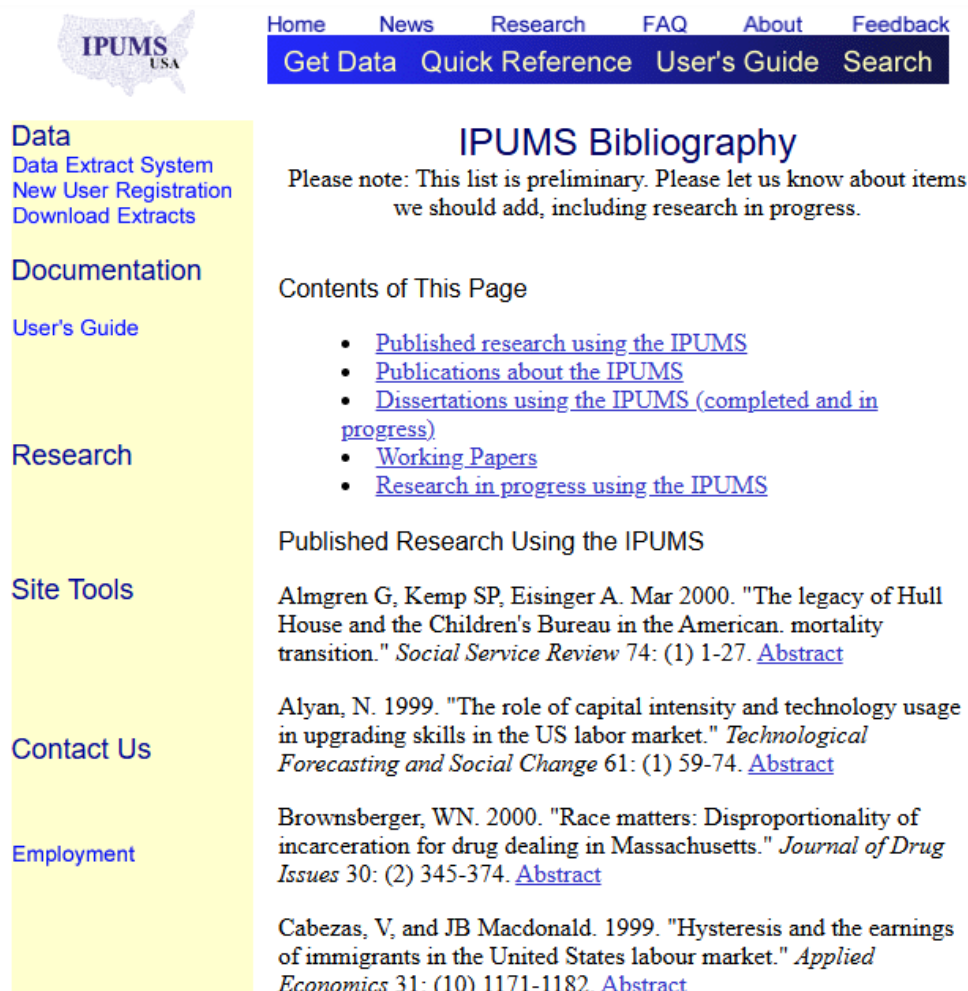 IPUMS
USA
Home News Research FAQ About Feedback
Get Data Quick Reference User's Guide Search
Data
Data Extract System
New User Registration
Download Extracts
Documentation
User's Guide
Research
Site Tools
Contact Us
Employment
IPUMS Bibliography
Please note: This list is preliminary. Please let us know about items
we should add, including research in progress.
Contents of This Page
• Published research using the IPUMS
• Publications about the IPUMS
• Dissertations using the IPUMS (completed and in
progress)
• Working Papers
• Research in progress using the IPUMS
Published Research Using the IPUMS
Almgren G, Kemp SP, Eisinger A. Mar 2000. "The legacy of Hull
House and the Children's Bureau in the American. mortality
transition." Social Service Review 74: (1) 1-27. Abstract
Alyan, N. 1999. "The role of capital intensity and technology usage
in upgrading skills in the US labor market." Technological
Forecasting and Social Change 61: (1) 59-74. Abstract
Brownsberger, WN. 2000. "Race matters: Disproportionality of
incarceration for drug dealing in Massachusetts." Journal of Drug
Issues 30: (2) 345-374. Abstract
Cabezas, V, and JB Macdonald. 1999. "Hysteresis and the earnings
of immigrants in the United States labour market." Applied
Economics 31: (10) 1171-1182. Abstract